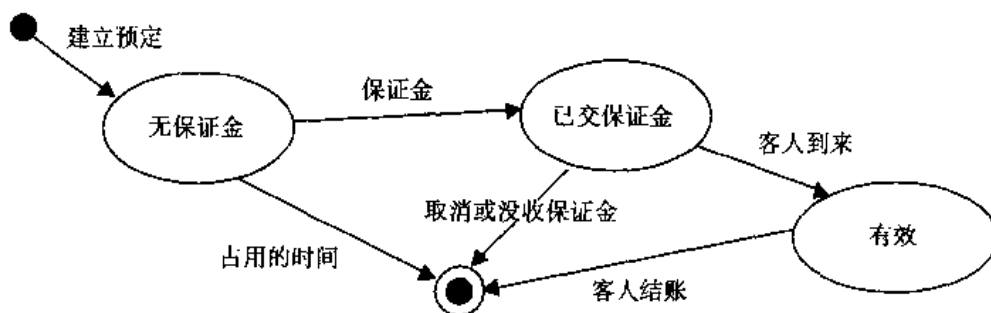 建立预定
保证金
无保证金
已交保证金
客人到来
取消或没收保证金
有效
占用的时间
客人结账